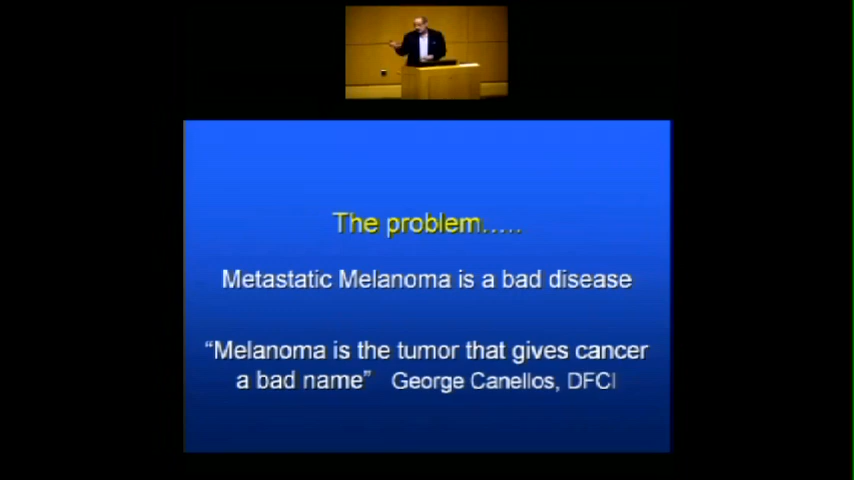 The problem.....
Metastatic Melanoma is a bad disease
“Melanoma is the tumor that gives cancer
a bad name” George Canellos, DFCI